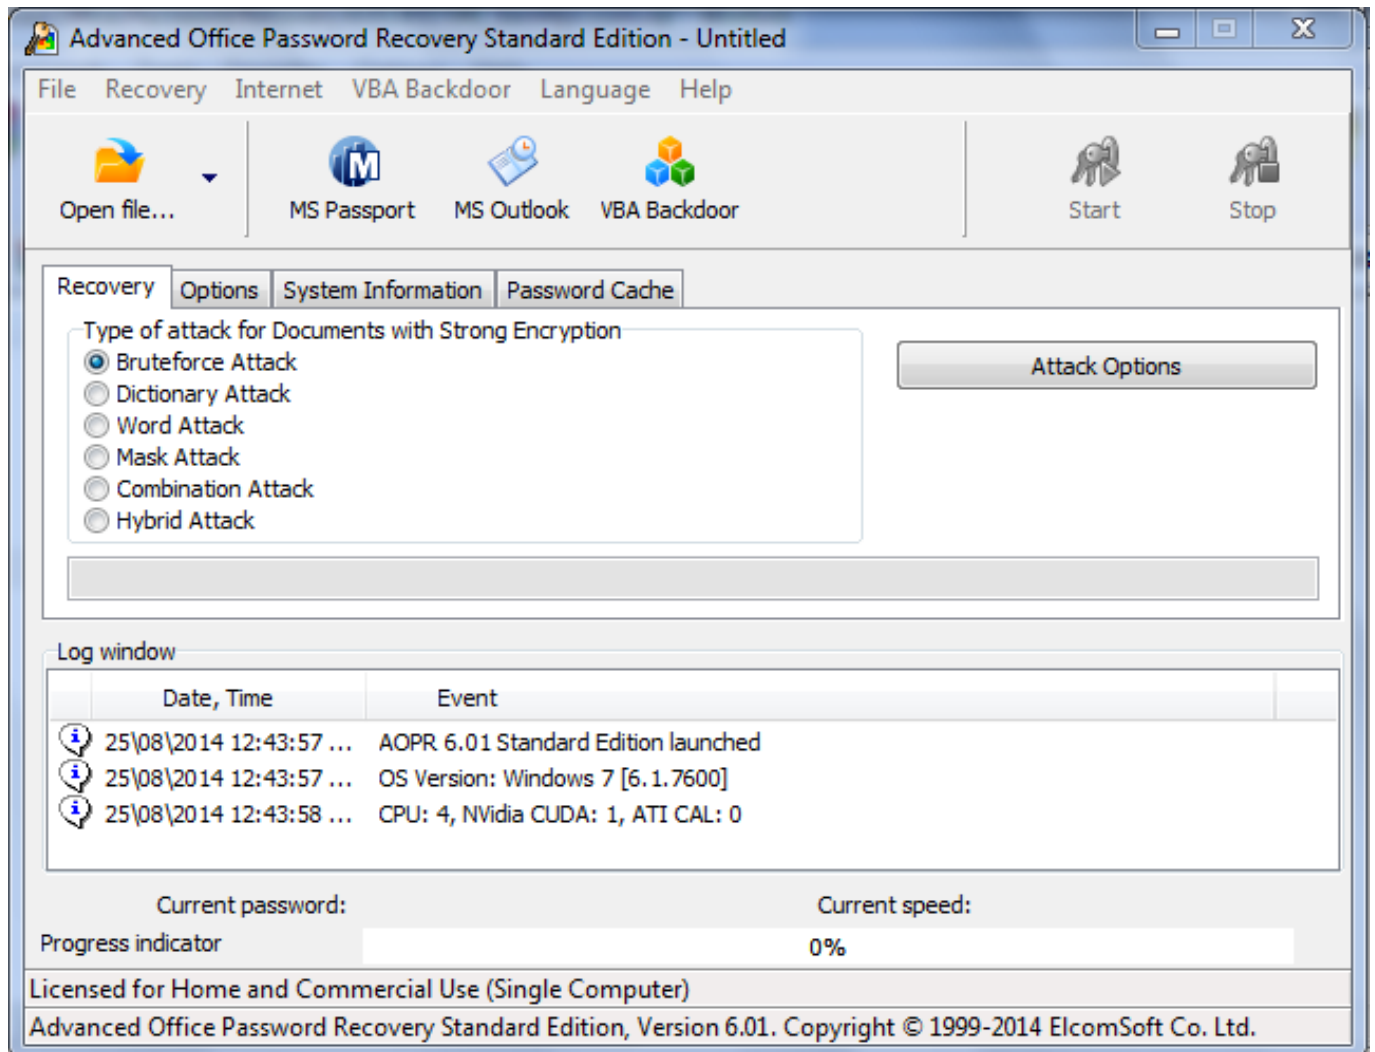 Advanced Office Password Recovery Standard Edition - Untitled
File Recovery Internet VBA Backdoor Language Help
Open file... MS Passport MS Outlook VBA Backdoor Start Stop
Recovery Options System Information Password Cache
Type of attack for Documents with Strong Encryption
Bruteforce Attack
Attack Options
Dictionary Attack
Word Attack
Mask Attack
Combination Attack
Hybrid Attack
Log window
Date, Time Event
25\08\2014 12:43:57 ... AOPR 6.01 Standard Edition launched
25\08\2014 12:43:57 ... OS Version: Windows 7 [6.1.7600]
25\08\2014 12:43:58 ... CPU: 4, NVidia CUDA: 1, ATI CAL: 0
Current password: Current speed:
Progress indicator 0%
Licensed for Home and Commercial Use (Single Computer)
Advanced Office Password Recovery Standard Edition, Version 6.01. Copyright © 1999-2014 ElcomSoft Co. Ltd.